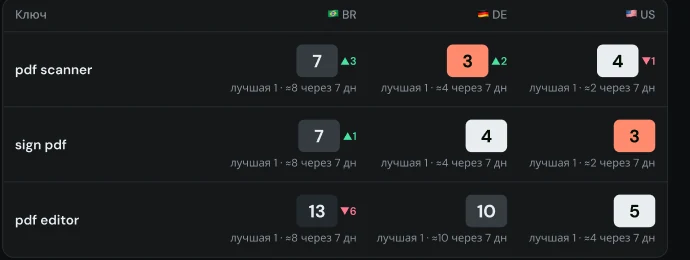 Ключ BR DE US
pdf scanner 7 ▲3 3 ▲2 4 ▼1
лучшая 1 · ≈8 через 7 дн лучшая 1 · ≈4 через 7 дн лучшая 1 · ≈2 через 7 дн
sign pdf 7 ▲1 4 3
лучшая 1 · ≈8 через 7 дн лучшая 1 · ≈4 через 7 дн лучшая 1 · ≈2 через 7 дн
pdf editor 13 ▼6 10 5
лучшая 1 · ≈8 через 7 дн лучшая 1 · ≈10 через 7 дн лучшая 1 · ≈4 через 7 дн